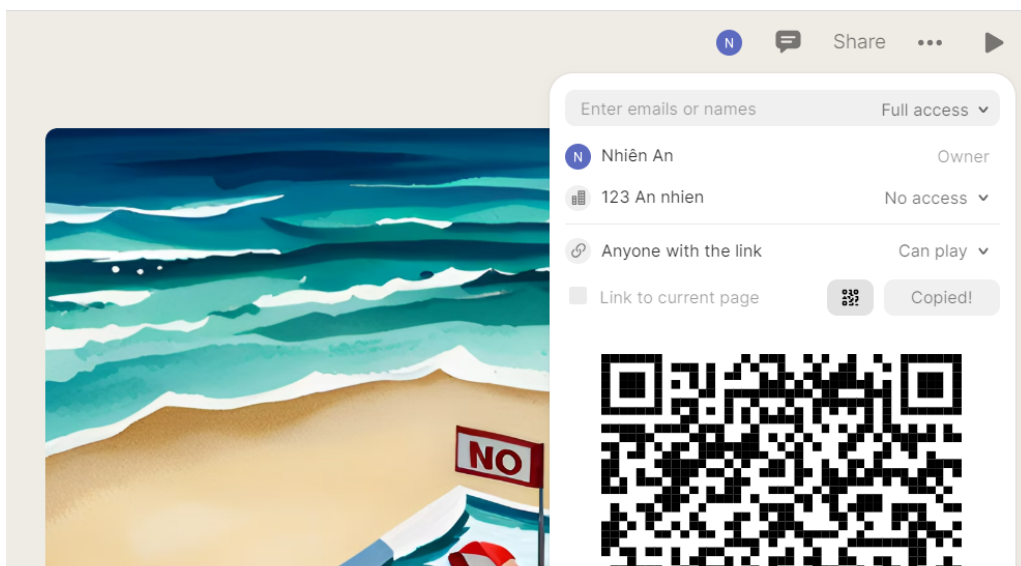 N
Share
Enter emails or names
Full access
N
Nhiên An
Owner
123 An nhien
No access
Anyone with the link
Can play
Link to current page
Copied!
NO